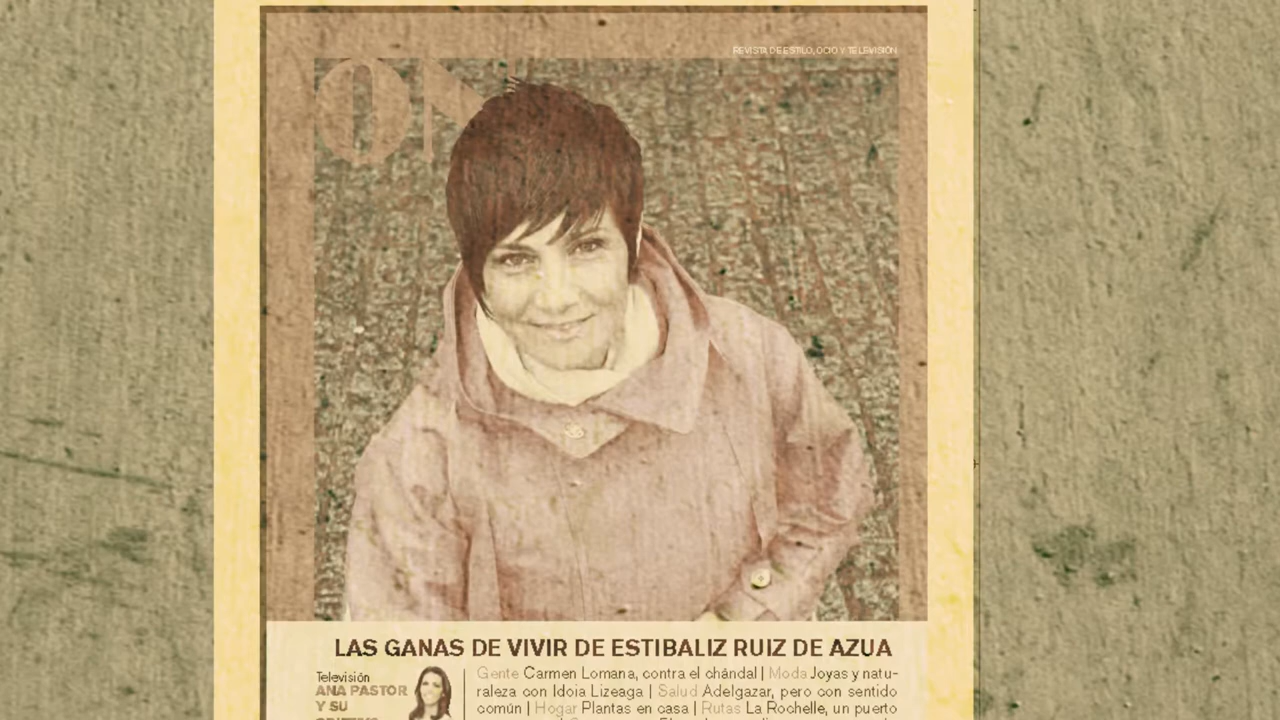 REVISTA DE ESTILO, OCIO Y TELEVISIÓN
ON
LAS GANAS DE VIVIR DE ESTIBALIZ RUIZ DE AZUA
Televisión
ANA PASTOR
Y SU
Gente Carmen Lomana, contra el chándal | Moda Joyas y natu-
raleza con Idoia Lizeaga | Salud Adelgazar, pero con sentido
común | Hogar Plantas en casa | Rutas La Rochelle, un puerto